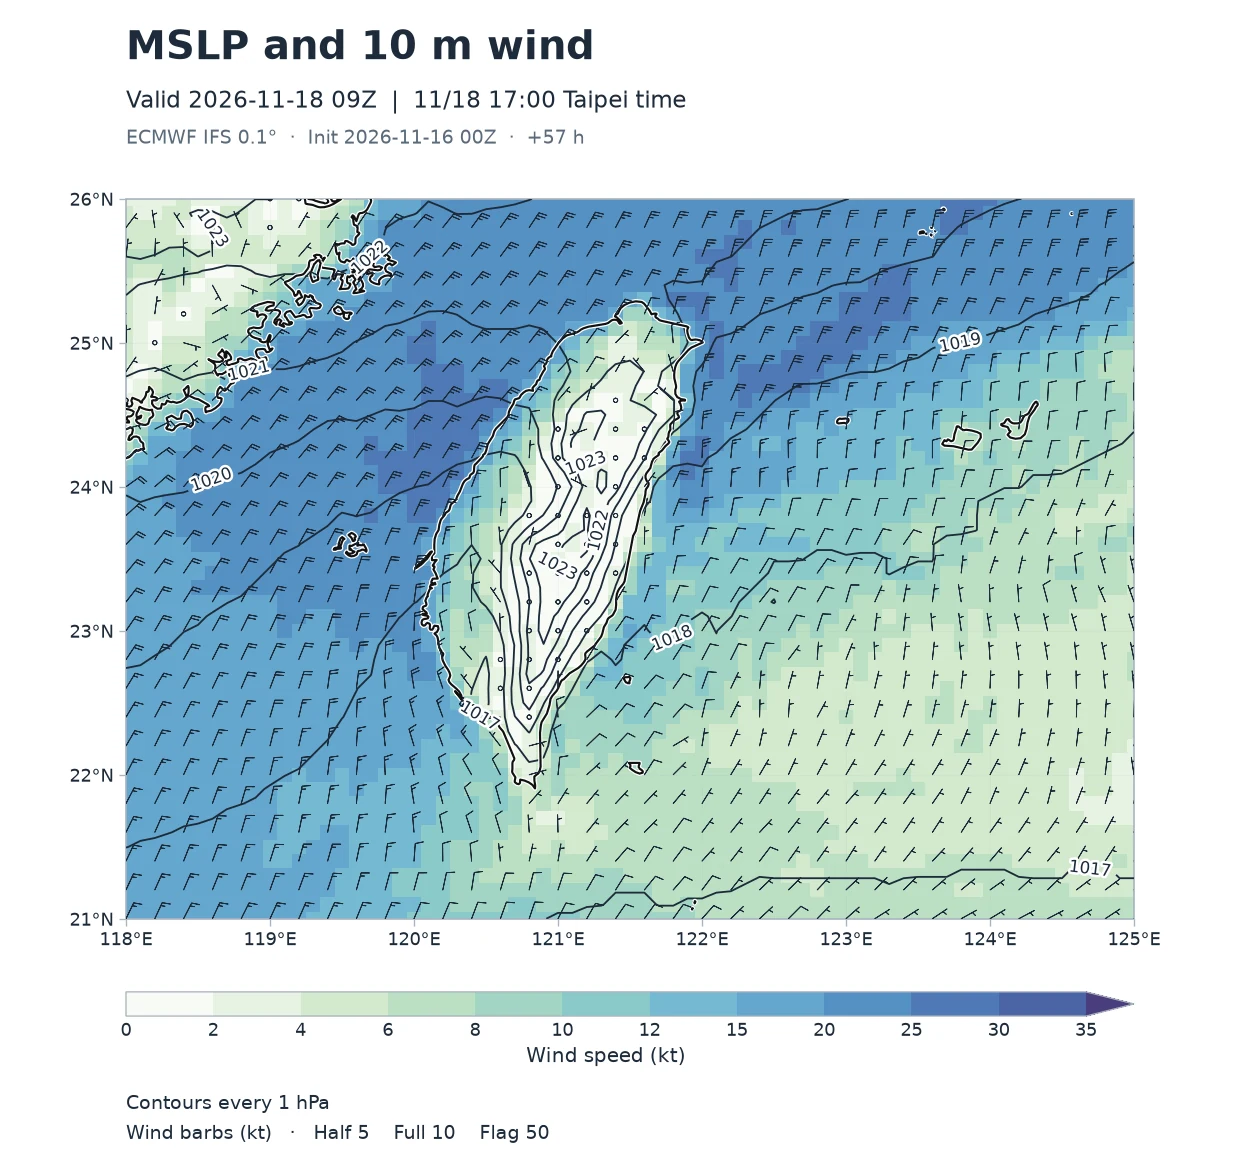 MSLP and 10 m wind
Valid 2026-11-18 09Z | 11/18 17:00 Taipei time
ECMWF IFS 0.1° · Init 2026-11-16 00Z · +57 h
26°N
25°N
24°N
23°N
22°N
21°N
1023
1022
1021
1019
1020
1023
1022
1023
1018
1017
1017
118°E 119°E 120°E 121°E 122°E 123°E 124°E 125°E
0 2 4 6 8 10 12 15 20 25 30 35
Wind speed (kt)
Contours every 1 hPa
Wind barbs (kt) · Half 5 Full 10 Flag 50